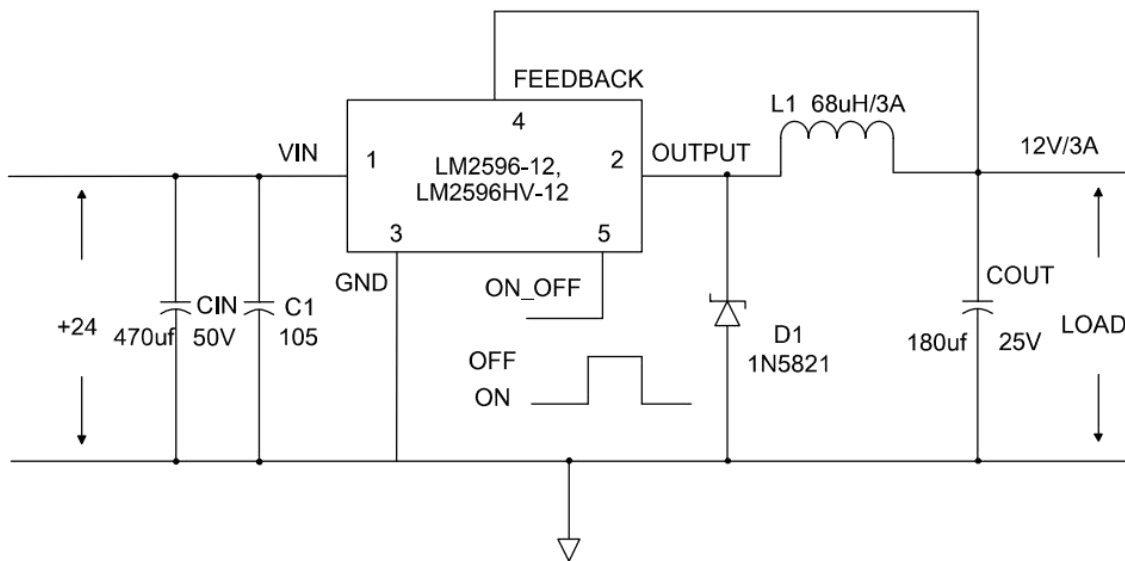 FEEDBACK
4
L1 68uH/3A
VIN
1
LM2596-12,
LM2596HV-12
2
OUTPUT
12V/3A
3
5
GND
ON_OFF
COUT
CIN
C1
+24
470uf
50V
105
D1
1N5821
180uf
25V
LOAD
OFF
ON